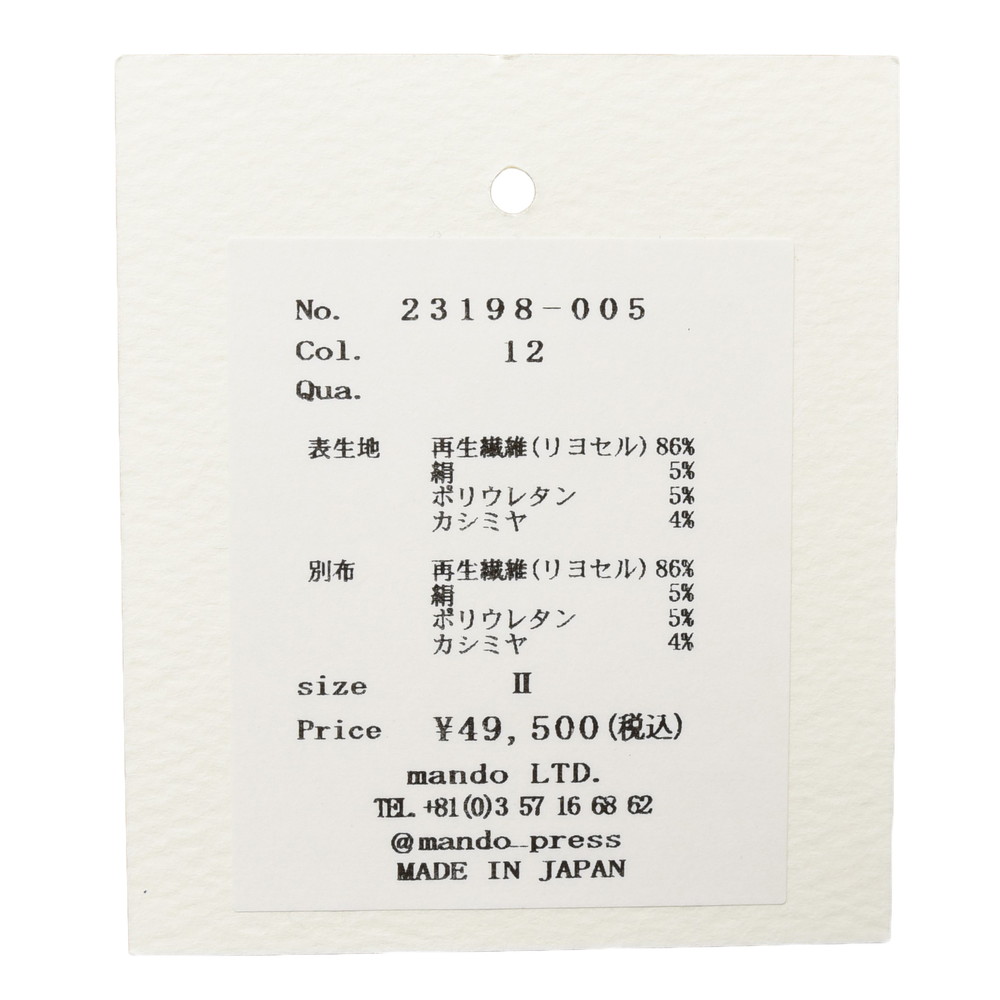 No. 23198-005
Col. 12
Qua.
表生地 再生繊維(リヨセル) 86%
絹 5%
ポリウレタン 5%
カシミヤ 4%
別布 再生繊維(リヨセル) 86%
絹 5%
ポリウレタン 5%
カシミヤ 4%
size Ⅱ
Price ¥49,500(税込)
mando LTD.
TEL.+81(0)3 57 16 68 62
@mando_press
MADE IN JAPAN